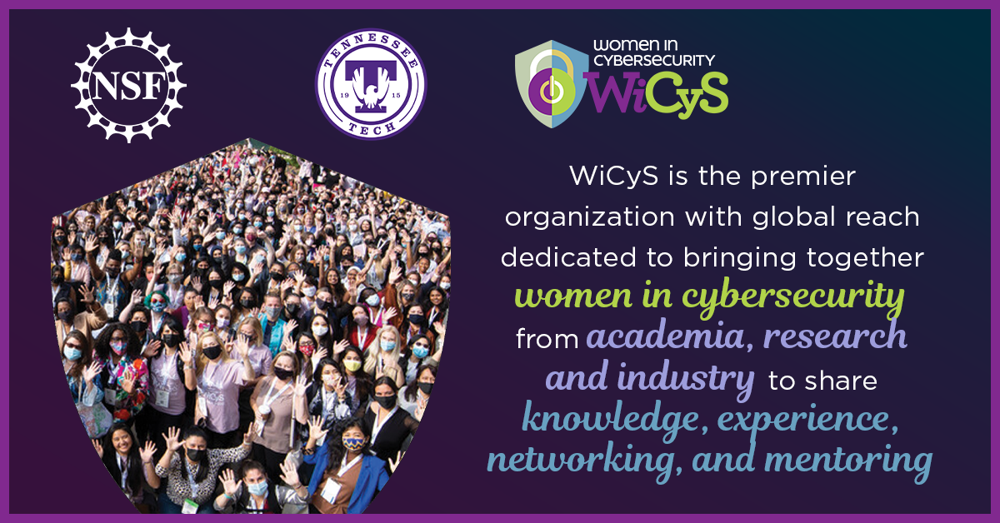 NSF
TENNESSEE
T
19 15
TECH
women in
CYBERSECURITY
WiCyS
WiCyS is the premier
organization with global reach
dedicated to bringing together
women in cybersecurity
from academia, research
and industry to share
knowledge, experience,
networking, and mentoring